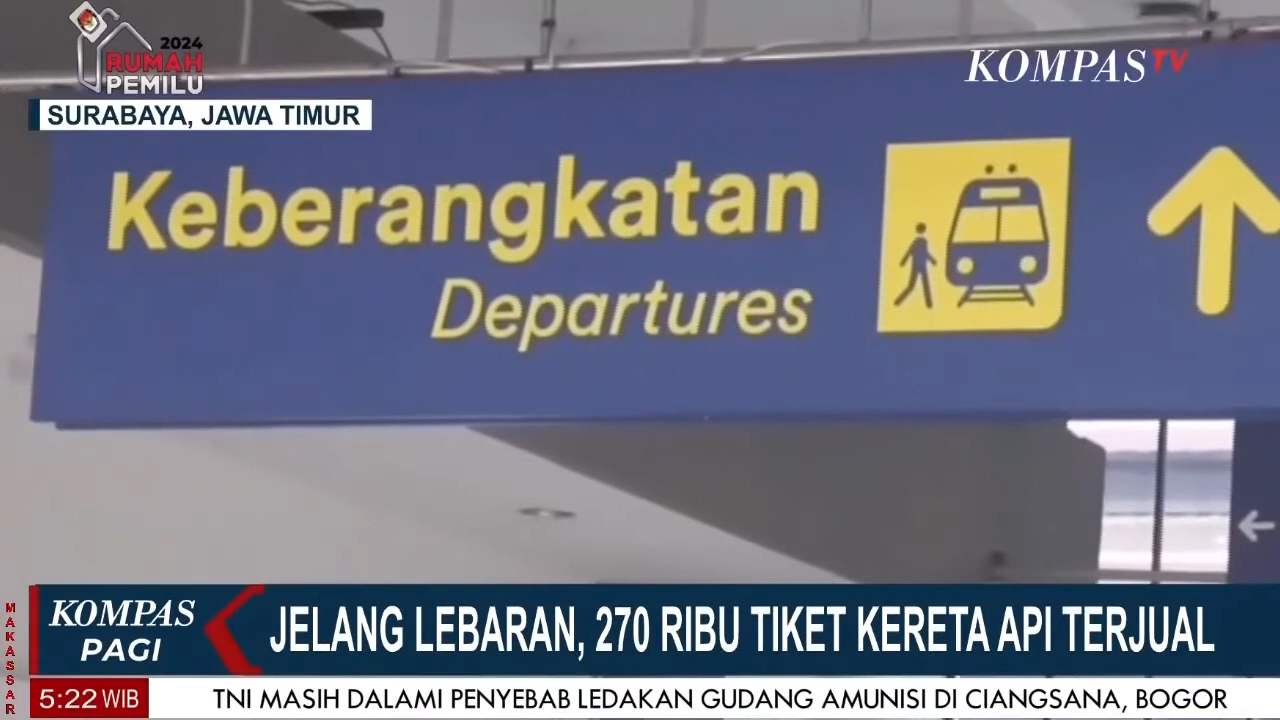 2024
RUMAH
PEMILU
KOMPAS TV
SURABAYA, JAWA TIMUR
Keberangkatan
Departures
KOMPAS
PAGI
JELANG LEBARAN, 270 RIBU TIKET KERETA API TERJUAL
MAKASSAR
5:22 WIB
TNI MASIH DALAMI PENYEBAB LEDAKAN GUDANG AMUNISI DI CIANGSANA, BOGOR